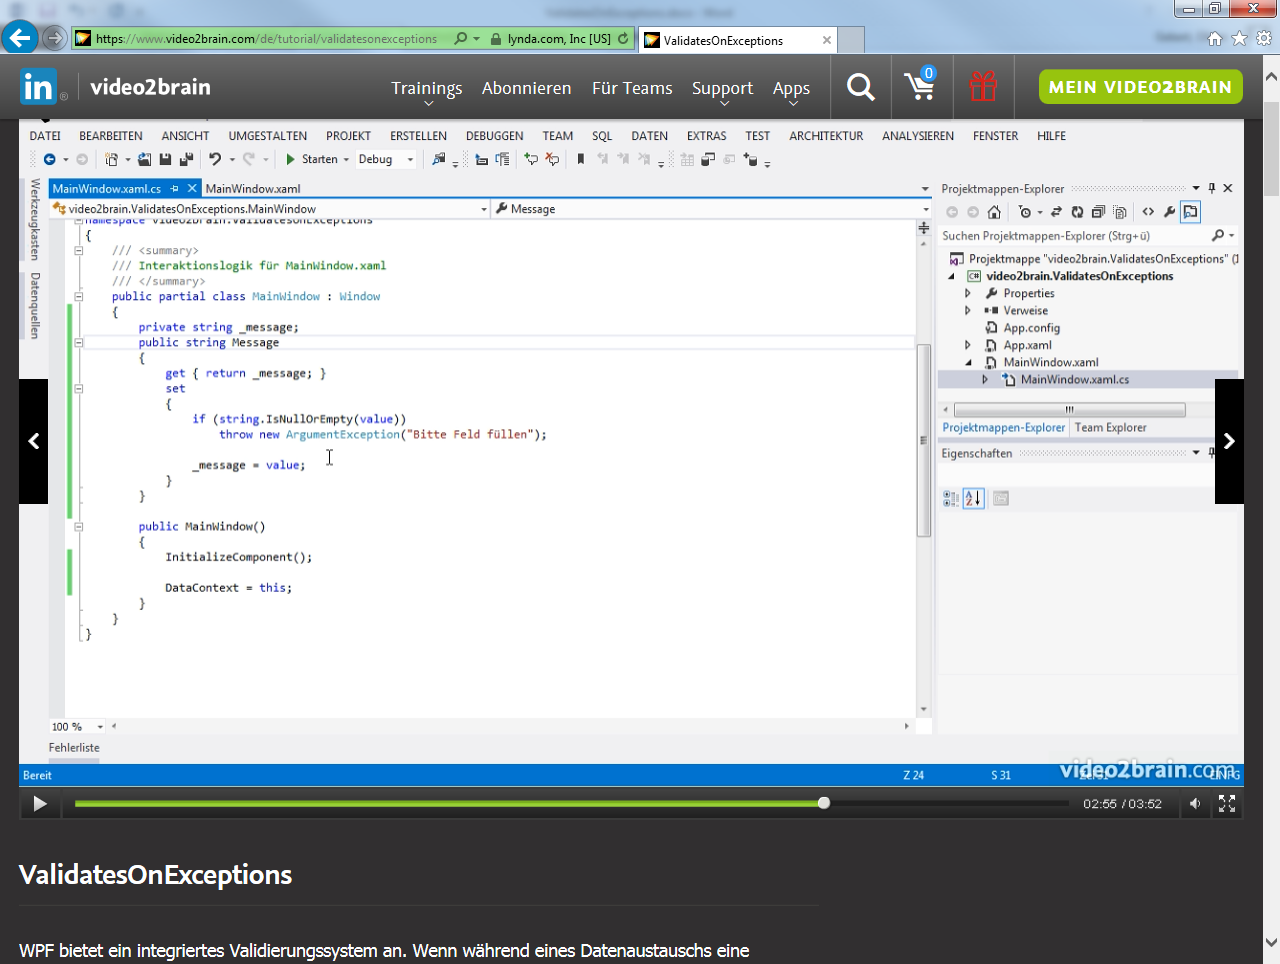 https://www.video2brain.com/de/tutorial/validatesonexceptions
lynda.com, Inc [US]
ValidatesOnExceptions
in ®
video2brain
Trainings
Abonnieren
Für Teams
Support
Apps
0
MEIN VIDEO2BRAIN
DATEI BEARBEITEN ANSICHT UMGESTALTEN PROJEKT ERSTELLEN DEBUGGEN TEAM SQL DATEN EXTRAS TEST ARCHITEKTUR ANALYSIEREN FENSTER HILFE
Starten
Debug
Werkzeugkasten
Datenquellen
MainWindow.xaml.cs
MainWindow.xaml
video2brain.ValidatesOnExceptions.MainWindow
Message
namespace video2brain.ValidatesOnExceptions
{
/// <summary>
/// Interaktionslogik für MainWindow.xaml
/// </summary>
public partial class MainWindow : Window
{
private string _message;
public string Message
{
get { return _message; }
set
{
if (string.IsNullOrEmpty(value))
throw new ArgumentException("Bitte Feld füllen");
_message = value;
}
}
public MainWindow()
{
InitializeComponent();
DataContext = this;
}
}
}
100 %
Fehlerliste
Projektmappen-Explorer
Suchen Projektmappen-Explorer (Strg+ü)
Projektmappe "video2brain.ValidatesOnExceptions" (1
video2brain.ValidatesOnExceptions
Properties
Verweise
App.config
App.xaml
MainWindow.xaml
MainWindow.xaml.cs
Projektmappen-Explorer
Team Explorer
Eigenschaften
Bereit
Z 24
S 31
video2brain.com
02:55 / 03:52
ValidatesOnExceptions
WPF bietet ein integriertes Validierungssystem an. Wenn während eines Datenaustauschs eine